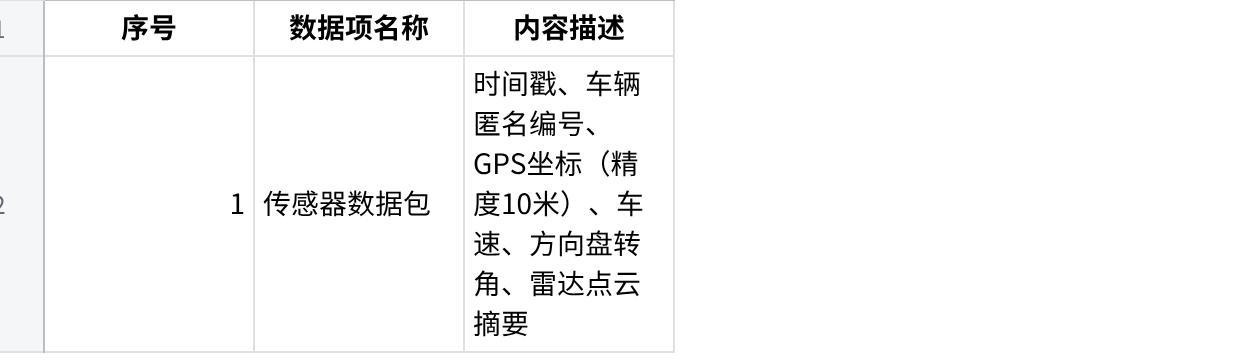 1 序号 数据项名称 内容描述
时间戳、车辆
匿名编号、
GPS坐标（精
2 1 传感器数据包 度10米）、车
速、方向盘转
角、雷达点云
摘要